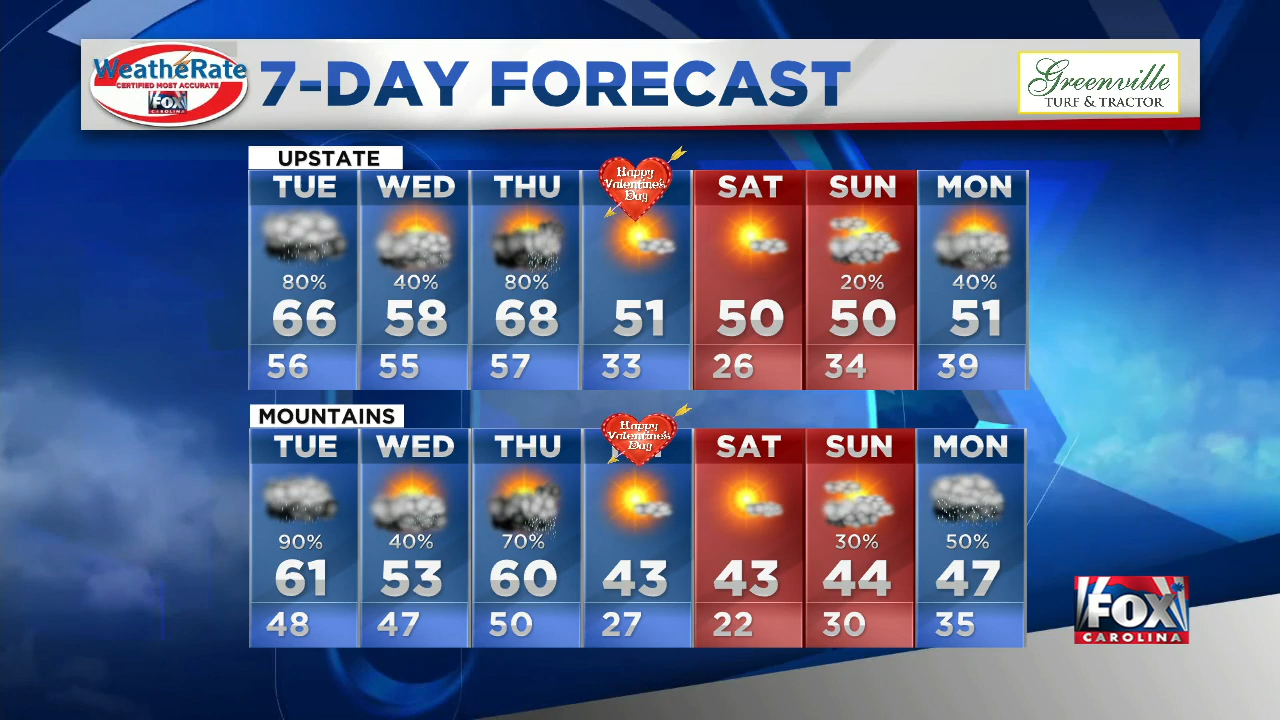 WeatheRate
CERTIFIED MOST ACCURATE
FOX
CAROLINA
7-DAY FORECAST
Greenville
TURF & TRACTOR
UPSTATE
TUE WED THU Happy Valentine's Day SAT SUN MON
80% 40% 80% 20% 40%
66 58 68 51 50 50 51
56 55 57 33 26 34 39
MOUNTAINS
TUE WED THU Happy Valentine's Day SAT SUN MON
90% 40% 70% 30% 50%
61 53 60 43 43 44 47
48 47 50 27 22 30 35
FOX
CAROLINA